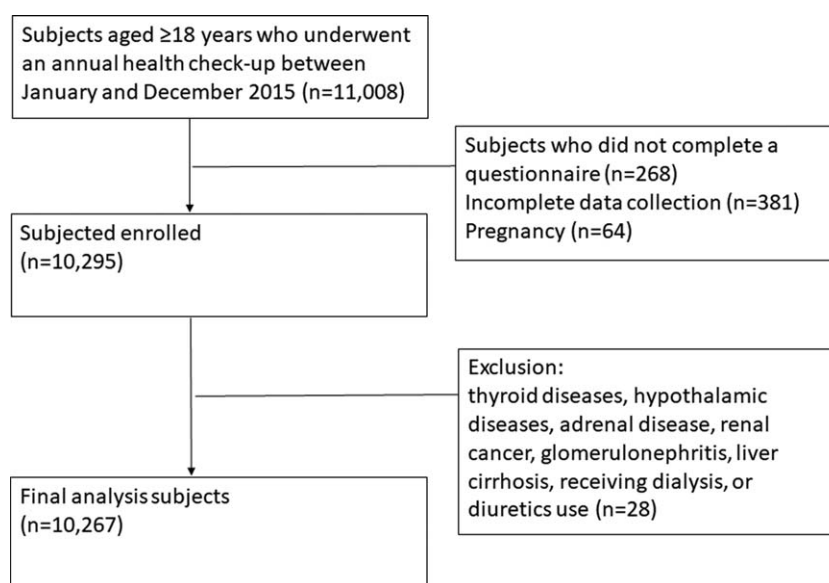 Subjects aged ≥18 years who underwent
an annual health check-up between
January and December 2015 (n=11,008)
Subjects who did not complete a
questionnaire (n=268)
Incomplete data collection (n=381)
Pregnancy (n=64)
Subjected enrolled
(n=10,295)
Exclusion:
thyroid diseases, hypothalamic
diseases, adrenal disease, renal
cancer, glomerulonephritis, liver
cirrhosis, receiving dialysis, or
diuretics use (n=28)
Final analysis subjects
(n=10,267)